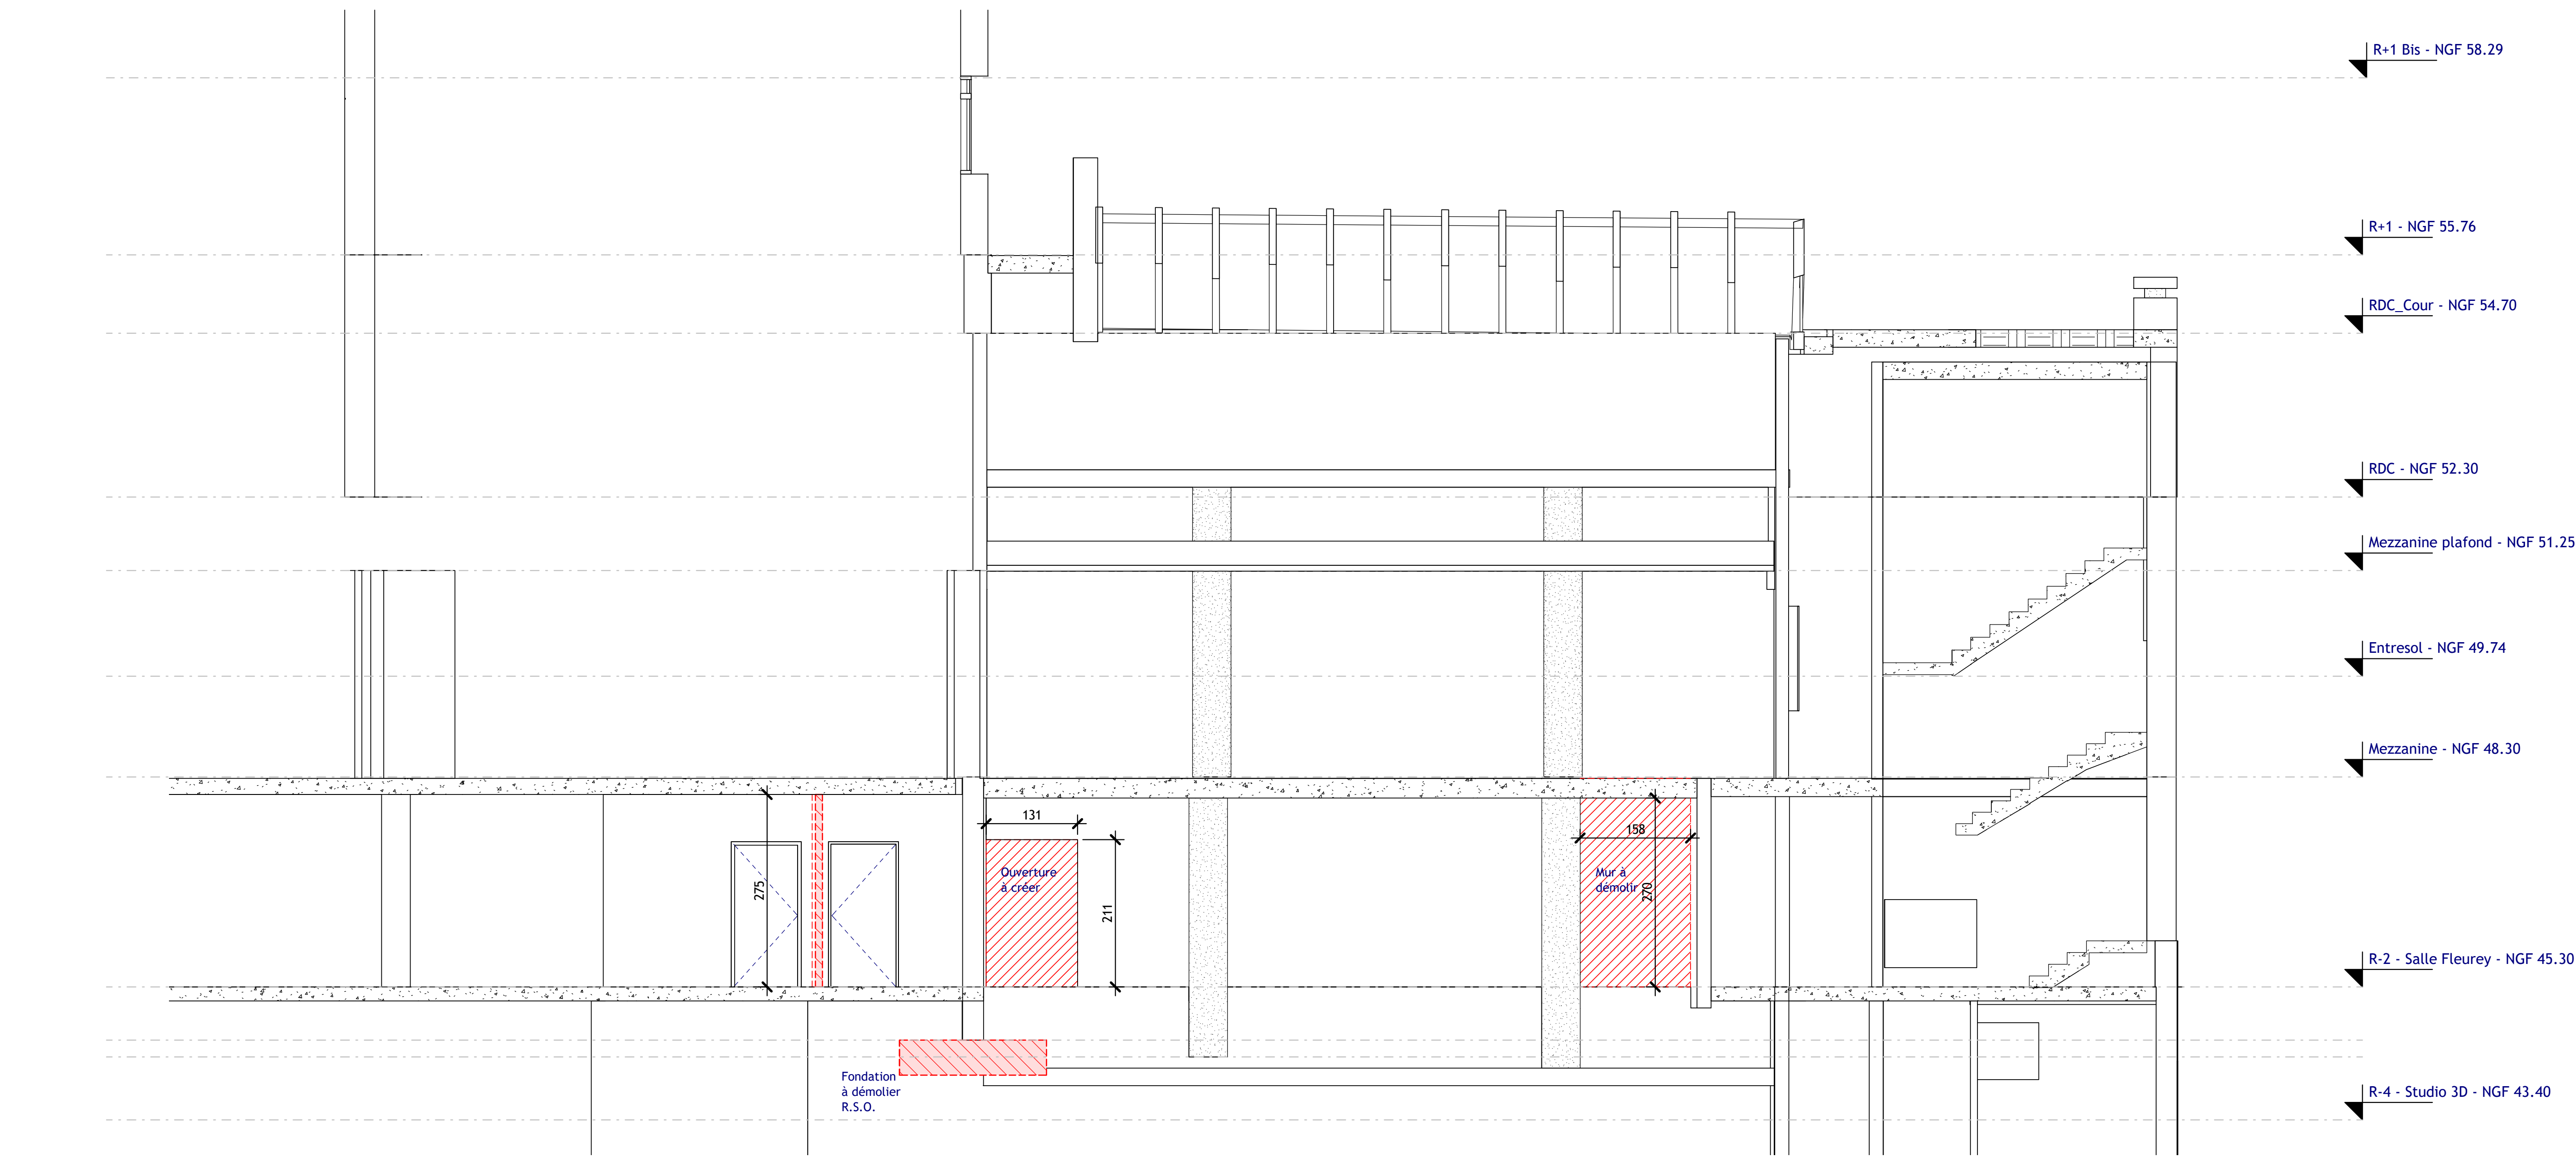 R+1 Bis - NGF 58.29
R+1 - NGF 55.76
RDC_Cour - NGF 54.70
RDC - NGF 52.30
Mezzanine plafond - NGF 51.25
Entresol - NGF 49.74
Mezzanine - NGF 48.30
131
158
Ouverture
à créer
Mur à
démolir
275
211
270
R-2 - Salle Fleurey - NGF 45.30
Fondation
à démolier
R.S.O.
R-4 - Studio 3D - NGF 43.40